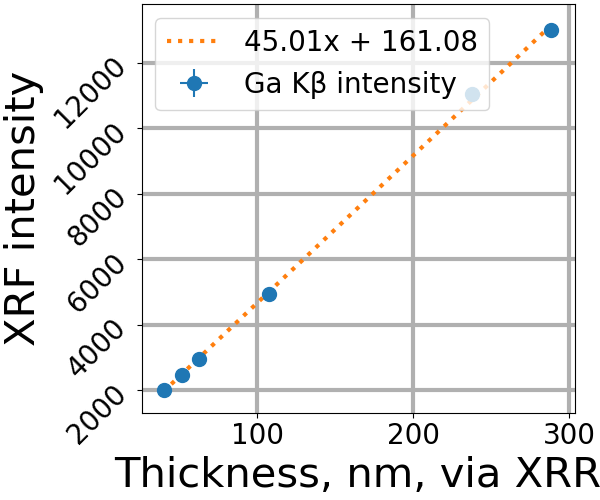 45.01x + 161.08
Ga Kβ intensity
XRF intensity
12000
10000
8000
6000
4000
2000
100
200
300
Thickness, nm, via XRR